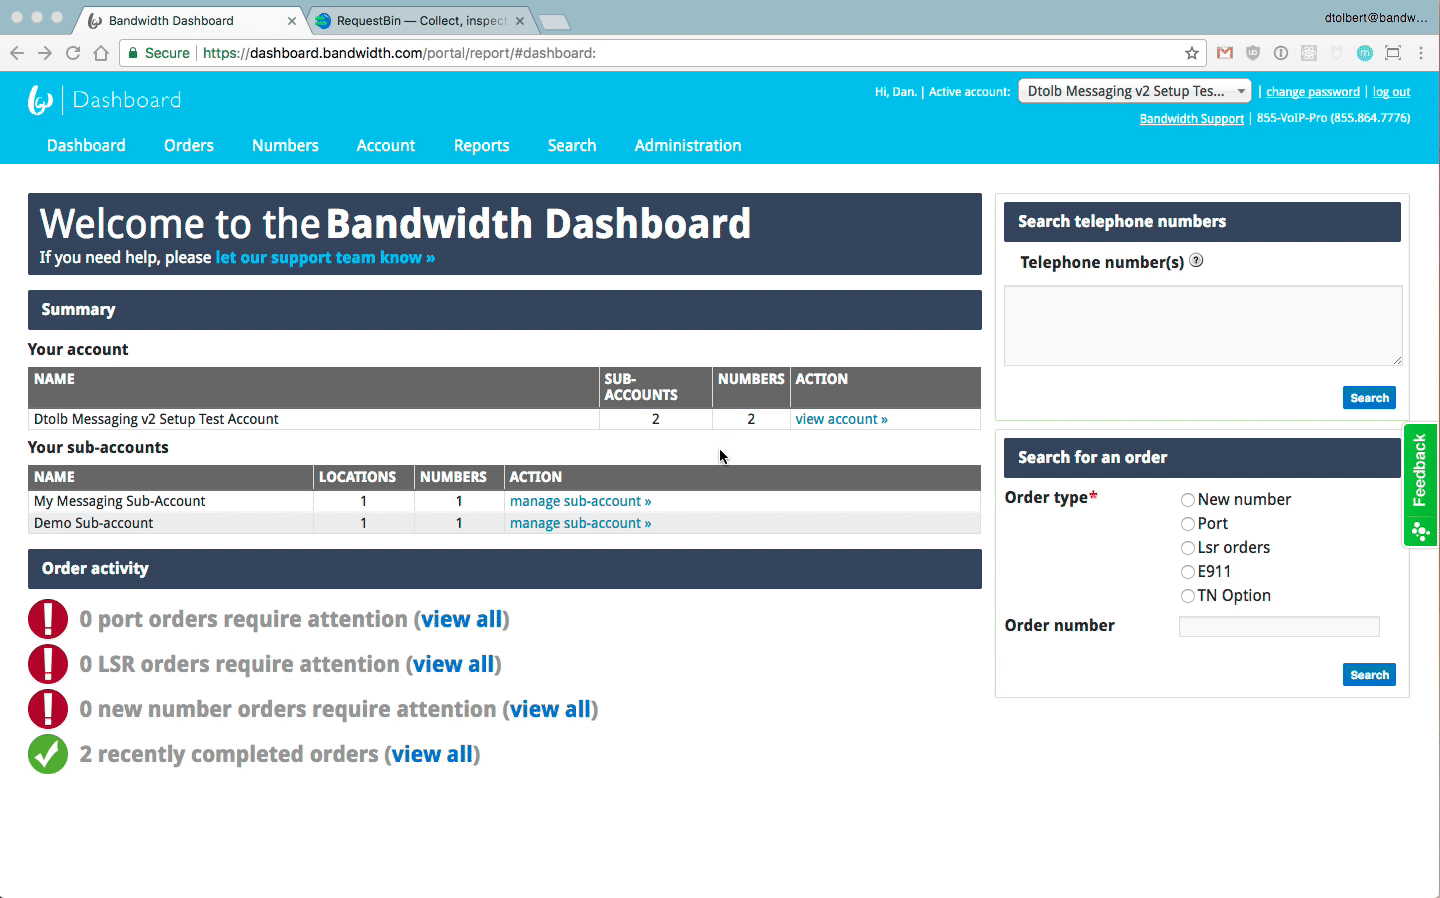 Bandwidth Dashboard
RequestBin — Collect, inspect
dtolbert@bandw...
Secure | https://dashboard.bandwidth.com/portal/report/#dashboard:
Dashboard
Hi, Dan. | Active account: Dtolb Messaging v2 Setup Tes... | change password | log out
Bandwidth Support | 855-VoIP-Pro (855.864.7776)
Dashboard Orders Numbers Account Reports Search Administration
Welcome to the Bandwidth Dashboard
If you need help, please let our support team know »
Summary
Your account
NAME SUB-ACCOUNTS NUMBERS ACTION
Dtolb Messaging v2 Setup Test Account 2 2 view account »
Your sub-accounts
NAME LOCATIONS NUMBERS ACTION
My Messaging Sub-Account 1 1 manage sub-account »
Demo Sub-account 1 1 manage sub-account »
Order activity
0 port orders require attention (view all)
0 LSR orders require attention (view all)
0 new number orders require attention (view all)
2 recently completed orders (view all)
Search telephone numbers
Telephone number(s) ?
Search
Search for an order
Order type*
New number
Port
Lsr orders
E911
TN Option
Order number
Search
Feedback